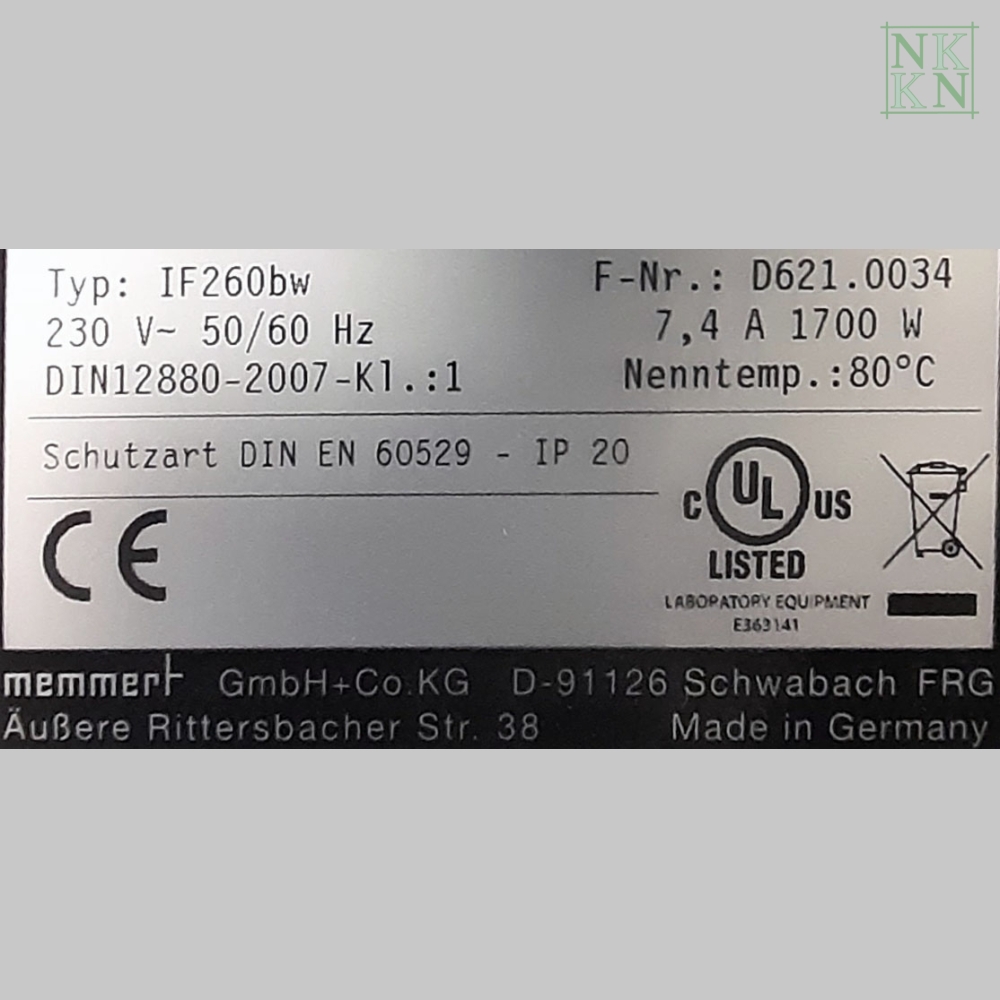 NK
KN
Typ: IF260bw F-Nr.: D621.0034
230 V~ 50/60 Hz 7,4 A 1700 W
DIN12880-2007-Kl.:1 Nenntemp.:80°C
Schutzart DIN EN 60529 - IP 20
CE
c UL US
LISTED
LABORATORY EQUIPMENT
E363141
memmert GmbH+Co.KG D-91126 Schwabach FRG
Äußere Rittersbacher Str. 38 Made in Germany